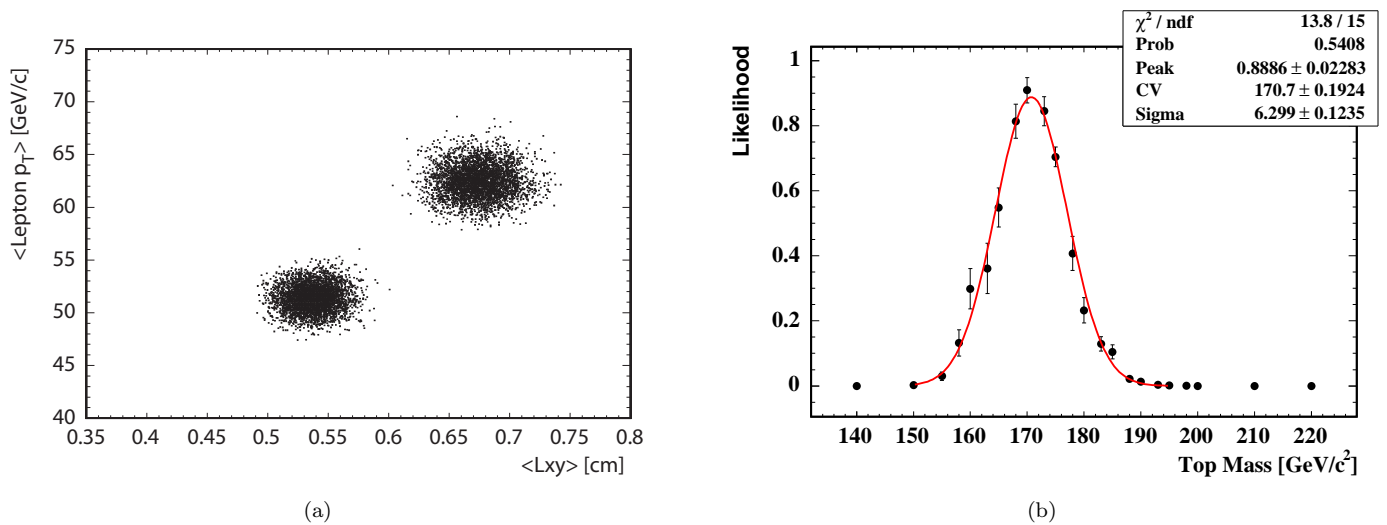 75
70
65
60
55
50
45
40
<Lepton p_T> [GeV/c]
0.35 0.4 0.45 0.5 0.55 0.6 0.65 0.7 0.75 0.8
<Lxy> [cm]
(a)
χ² / ndf 13.8 / 15
Prob 0.5408
Peak 0.8886 ± 0.02283
CV 170.7 ± 0.1924
Sigma 6.299 ± 0.1235
Likelihood
1
0.8
0.6
0.4
0.2
0
140 150 160 170 180 190 200 210 220
Top Mass [GeV/c²]
(b)